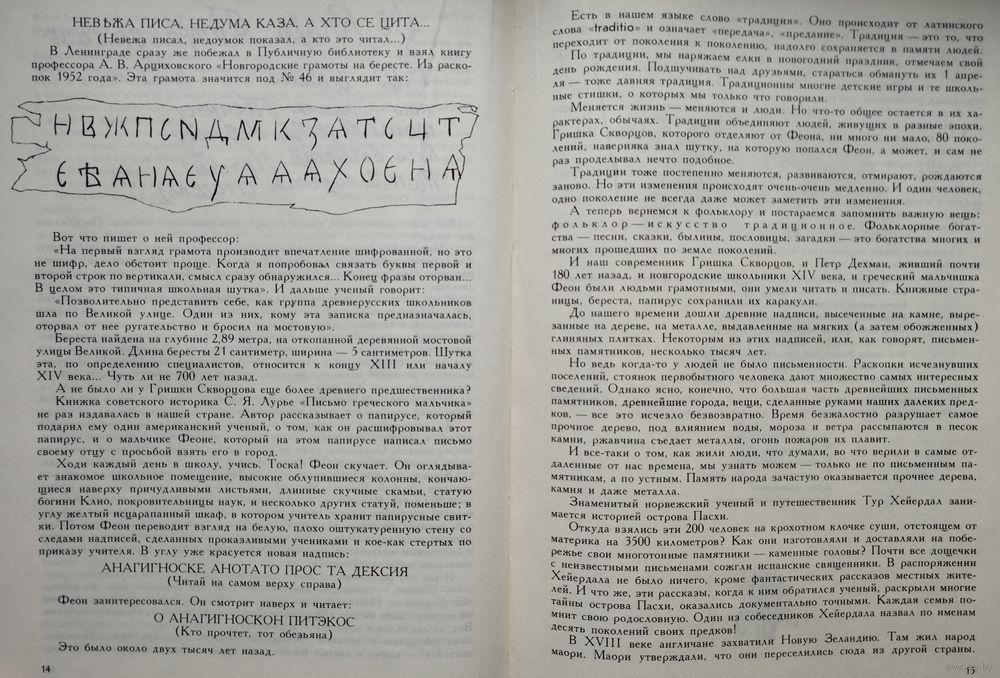 НЕВѢЖА ПИСА, НЕДУМА КАЗА, А ХТО СЕ ЦИТА...
(Невежа писал, недоумок показал, а кто это читал...)
В Ленинграде сразу же побежал в Публичную библиотеку и взял книгу
профессора А. В. Арциховского «Новгородские грамоты на бересте. Из раско-
пок 1952 года». Эта грамота значится под № 46 и выглядит так:
Н В Ж П С N Д М К З А Т С Ц Т
Є Ѣ Ѧ Н Ѧ Є У Ѧ А А Х О Є Н А
Вот что пишет о ней профессор:
«На первый взгляд грамота производит впечатление шифрованной, но это
не шифр, дело обстоит проще. Когда я попробовал связать буквы первой и
второй строк по вертикали, смысл сразу обнаружился... Конец фразы оторван...
В целом это типичная школьная шутка». И дальше ученый говорит:
«Позволительно представить себе, как группа древнерусских школьников
шла по Великой улице. Один из них, кому эта записка предназначалась,
оторвал от нее ругательство и бросил на мостовую».
Береста найдена на глубине 2,89 метра, на откопанной деревянной мостовой
улицы Великой. Длина бересты 21 сантиметр, ширина — 5 сантиметров. Шутка
эта, по определению специалистов, относится к концу XIII или началу
XIV века... Чуть ли не 700 лет назад.
А не было ли у Гришки Скворцова еще более древнего предшественника?
Книжка советского историка С. Я. Лурье «Письмо греческого мальчика»
не раз издавалась в нашей стране. Автор рассказывает о папирусе, который
подарил ему один американский ученый, о том, как он расшифровывал этот
папирус, и о мальчике Феоне, который на этом папирусе написал письмо
своему отцу с просьбой взять его в город.
Ходи каждый день в школу, учись. Тоска! Феон скучает. Он оглядыва-
ет знакомое школьное помещение, высокие облупившиеся колонны, кончаю-
щиеся наверху причудливыми листьями, длинные скучные скамьи, статую
богини Клио, покровительницы наук, и несколько других статуй, поменьше; в
углу желтый исцарапанный шкаф, в котором учитель хранит папирусные свит-
ки. Потом Феон переводит взгляд на белую, плохо оштукатуренную стену со
следами надписей, сделанных проказливыми учениками и кое-как стертых по
приказу учителя. В углу уже красуется новая надпись:
АНАГИГНОСКЕ АНОТАТО ПРОС ТА ДЕКСИЯ
(Читай на самом верху справа)
Феон заинтересовался. Он смотрит наверх и читает:
О АНАГИГНОСКОН ПИТЭКОС
(Кто прочтет, тот обезьяна)
Это было около двух тысяч лет назад.
14
Есть в нашем языке слово «традиция». Оно происходит от латинского
слова «traditio» и означает «передача», «предание». Традиция — это то, что
переходит от поколения к поколению, надолго сохраняется в памяти людей.
По традиции, мы наряжаем елки в новогодний праздник, отмечаем свой
день рождения. Подшучивать над друзьями, стараться обмануть их 1 апре-
ля — тоже давняя традиция. Традиционны многие детские игры и те школь-
ные стишки, о которых мы только что говорили.
Меняется жизнь — меняются и люди. Но что-то общее остается в их ха-
рактерах, обычаях. Традиции объединяют людей, живущих в разные эпохи.
Гришка Скворцов, которого отделяют от Феона, ни много ни мало, 80 поко-
лений, наверняка знал шутку, на которую попался Феон, а может, и сам не
раз проделывал нечто подобное.
Традиции тоже постепенно меняются, развиваются, отмирают, рождаются
заново. Но эти изменения происходят очень-очень медленно. И один человек,
одно поколение не всегда даже может заметить эти изменения.
А теперь вернемся к фольклору и постараемся запомнить важную вещь:
фольклор — искусство традиционное. Фольклорные богат-
ства — песни, сказки, былины, пословицы, загадки — это богатства многих и
многих прошедших по земле поколений.
И наш современник Гришка Скворцов, и Петр Дехман, живший почти
180 лет назад, и новгородские школьники XIV века, и греческий мальчишка
Феон были людьми грамотными, они умели читать и писать. Книжные стра-
ницы, береста, папирус сохранили их каракули.
До нашего времени дошли древние надписи, высеченные на камне, выре-
занные на дереве, на металле, выдавленные на мягких (а затем обожженных)
глиняных плитках. Некоторым из этих надписей, или, как говорят, письмен-
ных памятников, несколько тысяч лет.
Но ведь когда-то у людей не было письменности. Раскопки исчезнувших
поселений, стоянок первобытного человека дают множество самых интересных
сведений. Однако ясно, конечно, что большая часть древнейших письменных
памятников, древнейшие города, вещи, сделанные руками наших далеких пред-
ков, — все это исчезло безвозвратно. Время безжалостно разрушает самое
прочное дерево, под влиянием воды, мороза и ветра рассыпаются в песок
камни, ржавчина съедает металлы, огонь пожаров их плавит.
И все-таки о том, как жили люди, что думали, во что верили в самые от-
даленные от нас времена, мы узнать можем — только не по письменным па-
мятникам, а по устным. Память народа зачастую оказывается прочнее дерева,
камня и даже металла.
Знаменитый норвежский ученый и путешественник Тур Хейердал зани-
мается историей острова Пасхи.
Откуда взялись эти 200 человек на крохотном клочке суши, отстоящем от
материка на 3500 километров? Как они изготовляли и доставляли на побе-
режье свои многотонные памятники — каменные головы? Почти все дощечки
с неизвестными письменами сожгли испанские священники. В распоряжении
Хейердала не было ничего, кроме фантастических рассказов местных жите-
лей. И что же, эти рассказы, когда к ним обратился ученый, раскрыли многие
тайны острова Пасхи, оказались документально точными. Каждая семья пом-
нит свою родословную. Один из собеседников Хейердала назвал по именам
десять поколений своих предков!
В XVIII веке англичане захватили Новую Зеландию. Там жил народ
маори. Маори утверждали, что они переселились сюда из другой страны.
15